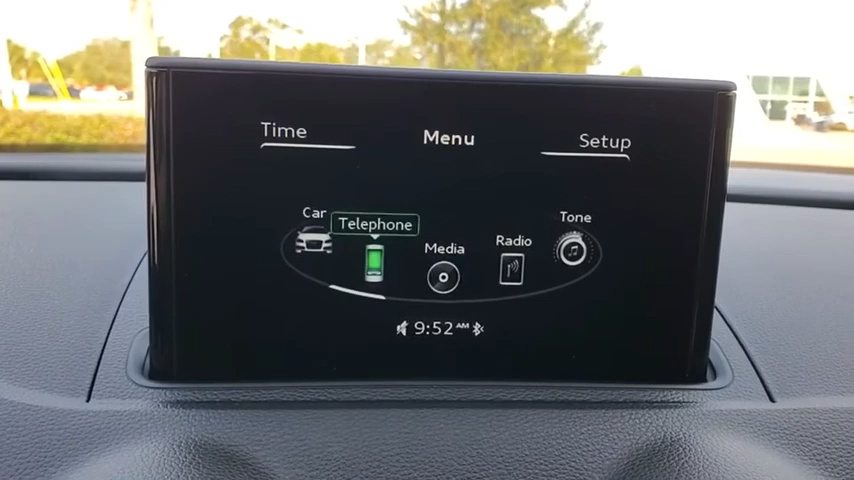 Time
Menu
Setup
Car
Telephone
Media
Radio
Tone
9:52 AM